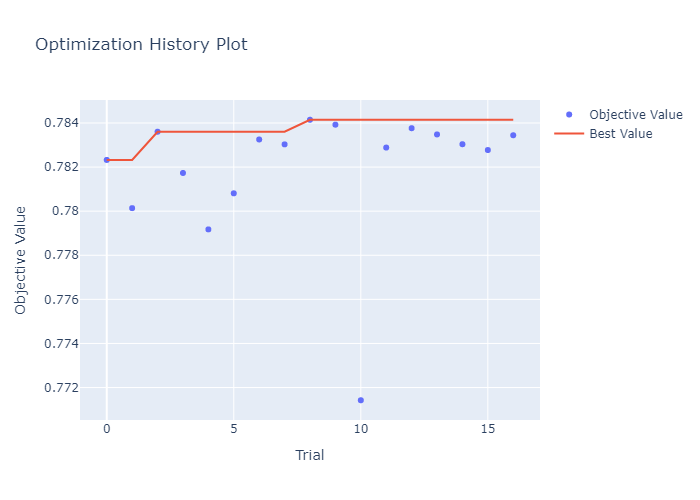 Optimization History Plot
Objective Value
Best Value
0.784
0.782
0.78
0.778
0.776
0.774
0.772
Objective Value
0
5
10
15
Trial